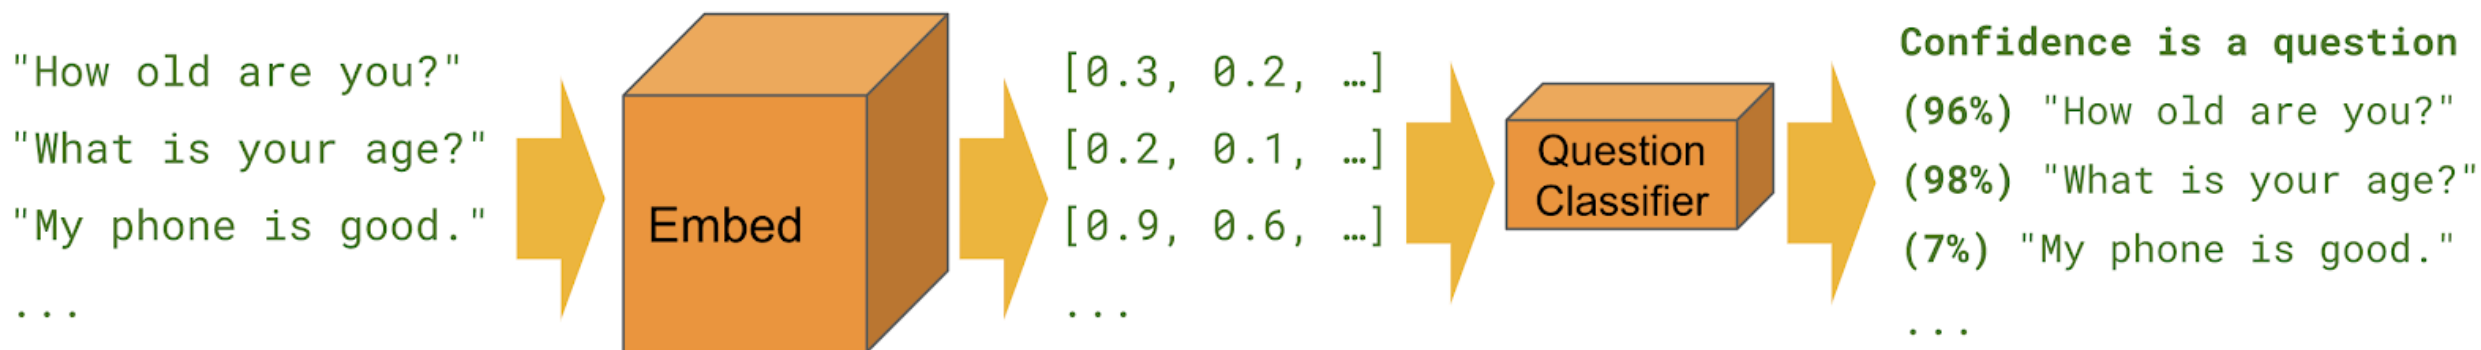 "How old are you?"
"What is your age?"
"My phone is good."
...
Embed
[0.3, 0.2, …]
[0.2, 0.1, …]
[0.9, 0.6, …]
...
Question
Classifier
Confidence is a question
(96%) "How old are you?"
(98%) "What is your age?"
(7%) "My phone is good."
...